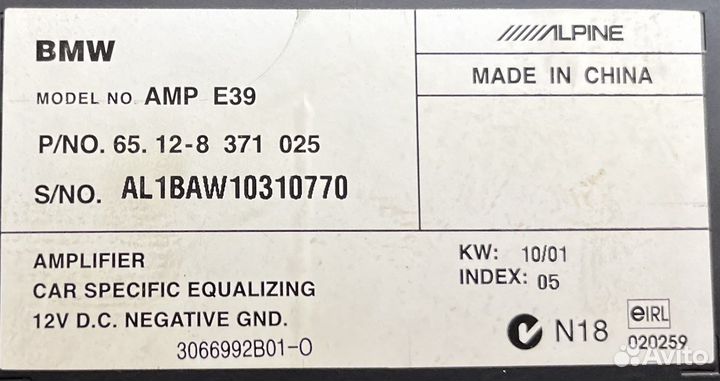 BMW
MODEL NO. AMP E39
P/NO. 65. 12-8 371 025
S/NO. AL1BAW10310770
//////ALPINE
MADE IN CHINA
AMPLIFIER
CAR SPECIFIC EQUALIZING
12V D.C. NEGATIVE GND.
3066992B01-O
KW: 10/01
INDEX: 05
N18
eIRL
020259
Avito